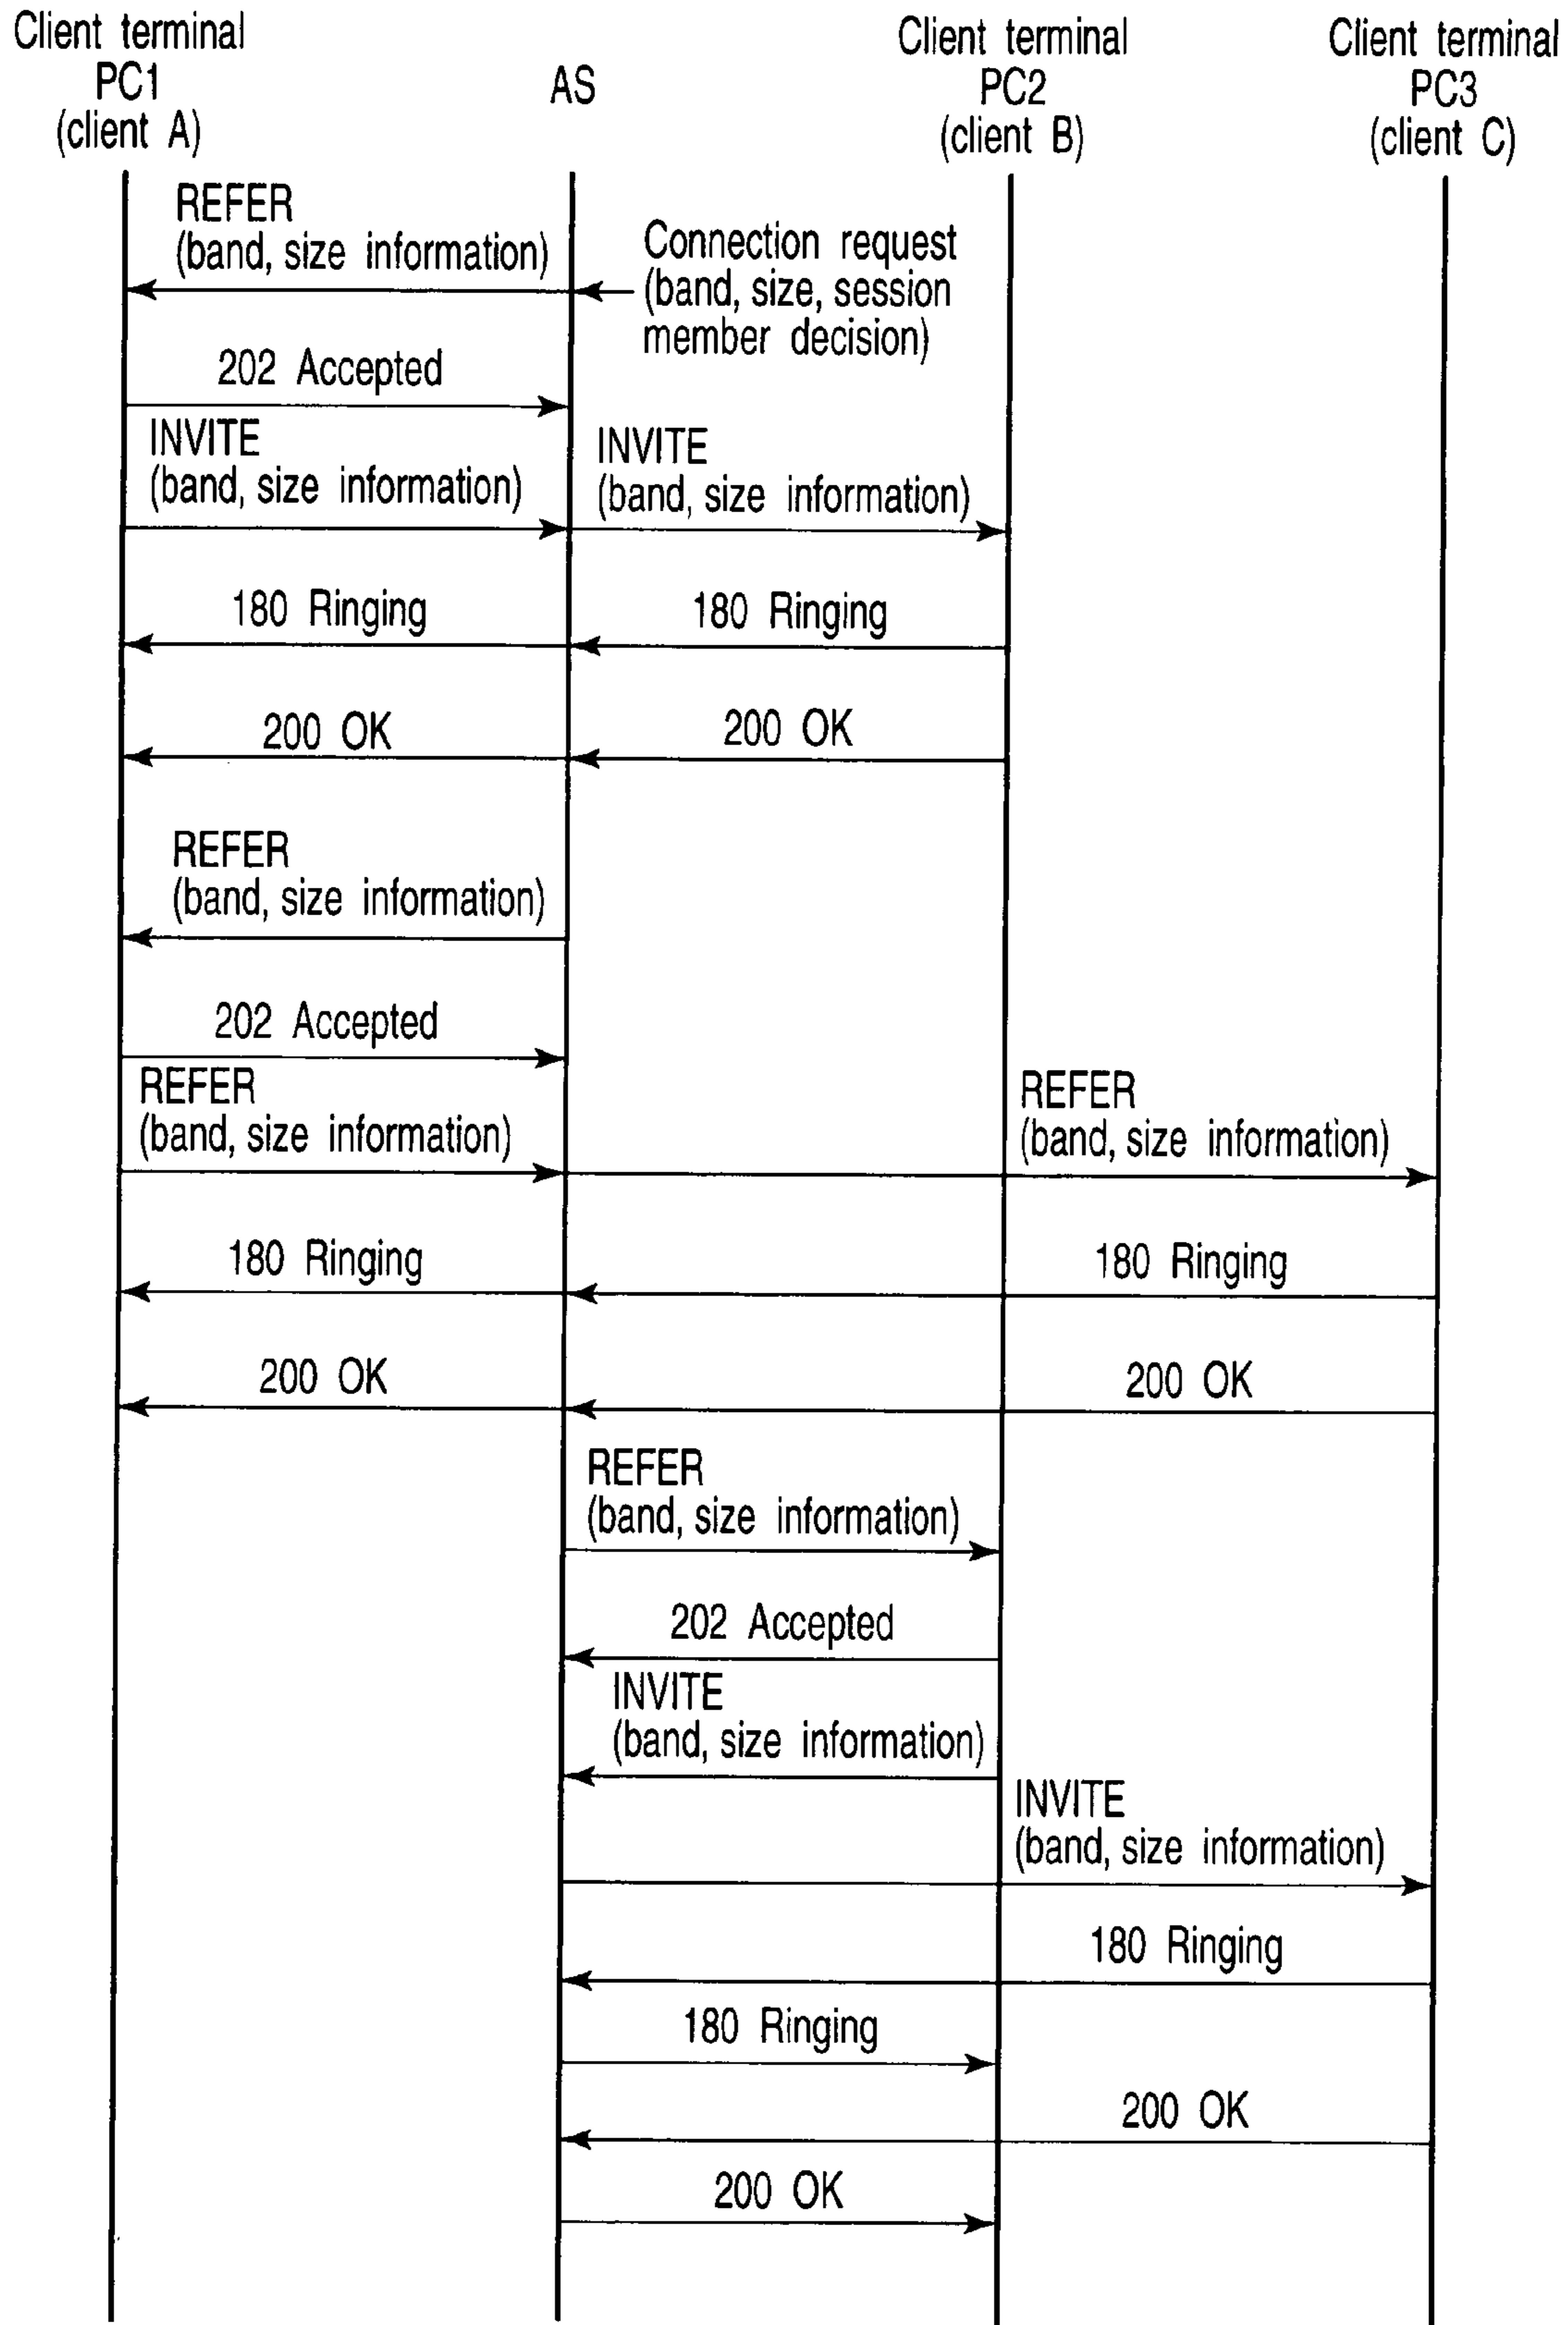 Client terminal
PC1
(client A)
AS
Client terminal
PC2
(client B)
Client terminal
PC3
(client C)
REFER
(band, size information)
Connection request
(band, size, session
member decision)
202 Accepted
INVITE
(band, size information)
INVITE
(band, size information)
180 Ringing
180 Ringing
200 OK
200 OK
REFER
(band, size information)
202 Accepted
REFER
(band, size information)
REFER
(band, size information)
180 Ringing
180 Ringing
200 OK
200 OK
REFER
(band, size information)
202 Accepted
INVITE
(band, size information)
INVITE
(band, size information)
180 Ringing
180 Ringing
200 OK
200 OK